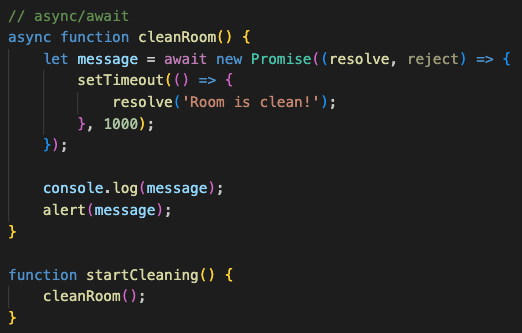 // async/await
async function cleanRoom() {
    let message = await new Promise((resolve, reject) => {
        setTimeout(() => {
            resolve('Room is clean!');
        }, 1000);
    });

    console.log(message);
    alert(message);
}

function startCleaning() {
    cleanRoom();
}